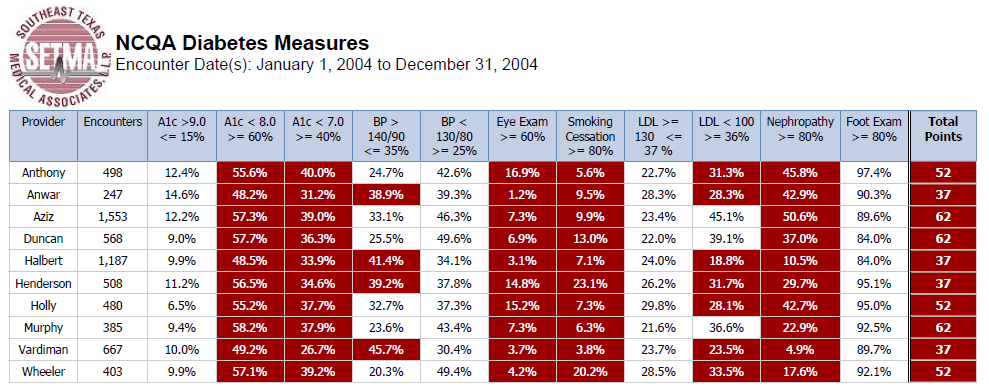 SOUTHEAST TEXAS
SETMA
MEDICAL ASSOCIATES, L.L.P.
NCQA Diabetes Measures
Encounter Date(s): January 1, 2004 to December 31, 2004
Provider Encounters A1c >9.0 <= 15% A1c < 8.0 >= 60% A1c < 7.0 >= 40% BP > 140/90 <= 35% BP < 130/80 >= 25% Eye Exam >= 60% Smoking Cessation >= 80% LDL >= 130 <= 37 % LDL < 100 >= 36% Nephropathy >= 80% Foot Exam >= 80% Total Points
Anthony 498 12.4% 55.6% 40.0% 24.7% 42.6% 16.9% 5.6% 22.7% 31.3% 45.8% 97.4% 52
Anwar 247 14.6% 48.2% 31.2% 38.9% 39.3% 1.2% 9.5% 28.3% 28.3% 42.9% 90.3% 37
Aziz 1,553 12.2% 57.3% 39.0% 33.1% 46.3% 7.3% 9.9% 23.4% 45.1% 50.6% 89.6% 62
Duncan 568 9.0% 57.7% 36.3% 25.5% 49.6% 6.9% 13.0% 22.0% 39.1% 37.0% 84.0% 62
Halbert 1,187 9.9% 48.5% 33.9% 41.4% 34.1% 3.1% 7.1% 24.0% 18.8% 10.5% 84.0% 37
Henderson 508 11.2% 56.5% 34.6% 39.2% 37.8% 14.8% 23.1% 26.2% 31.7% 29.7% 95.1% 37
Holly 480 6.5% 55.2% 37.7% 32.7% 37.3% 15.2% 7.3% 29.8% 28.1% 42.7% 95.0% 52
Murphy 385 9.4% 58.2% 37.9% 23.6% 43.4% 7.3% 6.3% 21.6% 36.6% 22.9% 92.5% 62
Vardiman 667 10.0% 49.2% 26.7% 45.7% 30.4% 3.7% 3.8% 23.7% 23.5% 4.9% 89.7% 37
Wheeler 403 9.9% 57.1% 39.2% 20.3% 49.4% 4.2% 20.2% 28.5% 33.5% 17.6% 92.1% 52